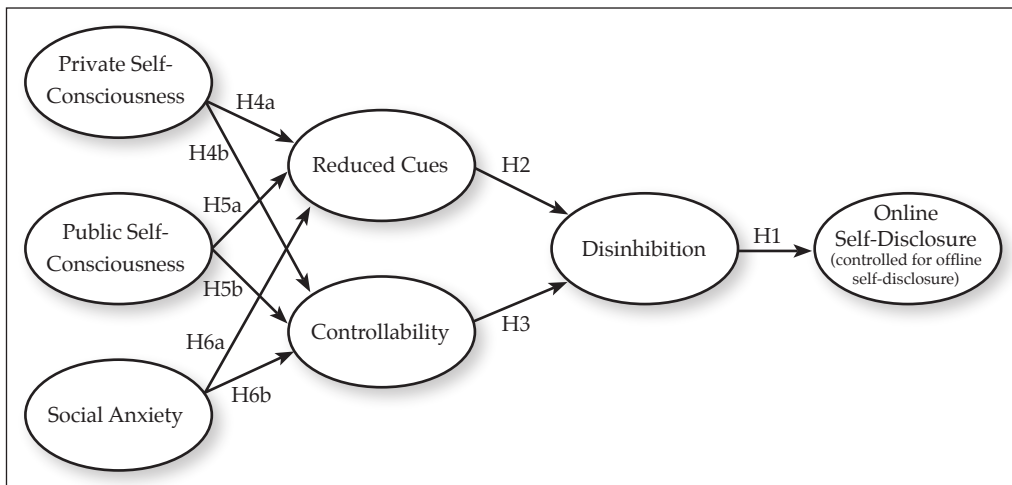 Private Self-
Consciousness
H4a
H4b
Reduced Cues
H2
H5a
Public Self-
Consciousness
H5b
Disinhibition
H1
Online
Self-Disclosure
(controlled for offline
self-disclosure)
Controllability
H3
H6a
H6b
Social Anxiety